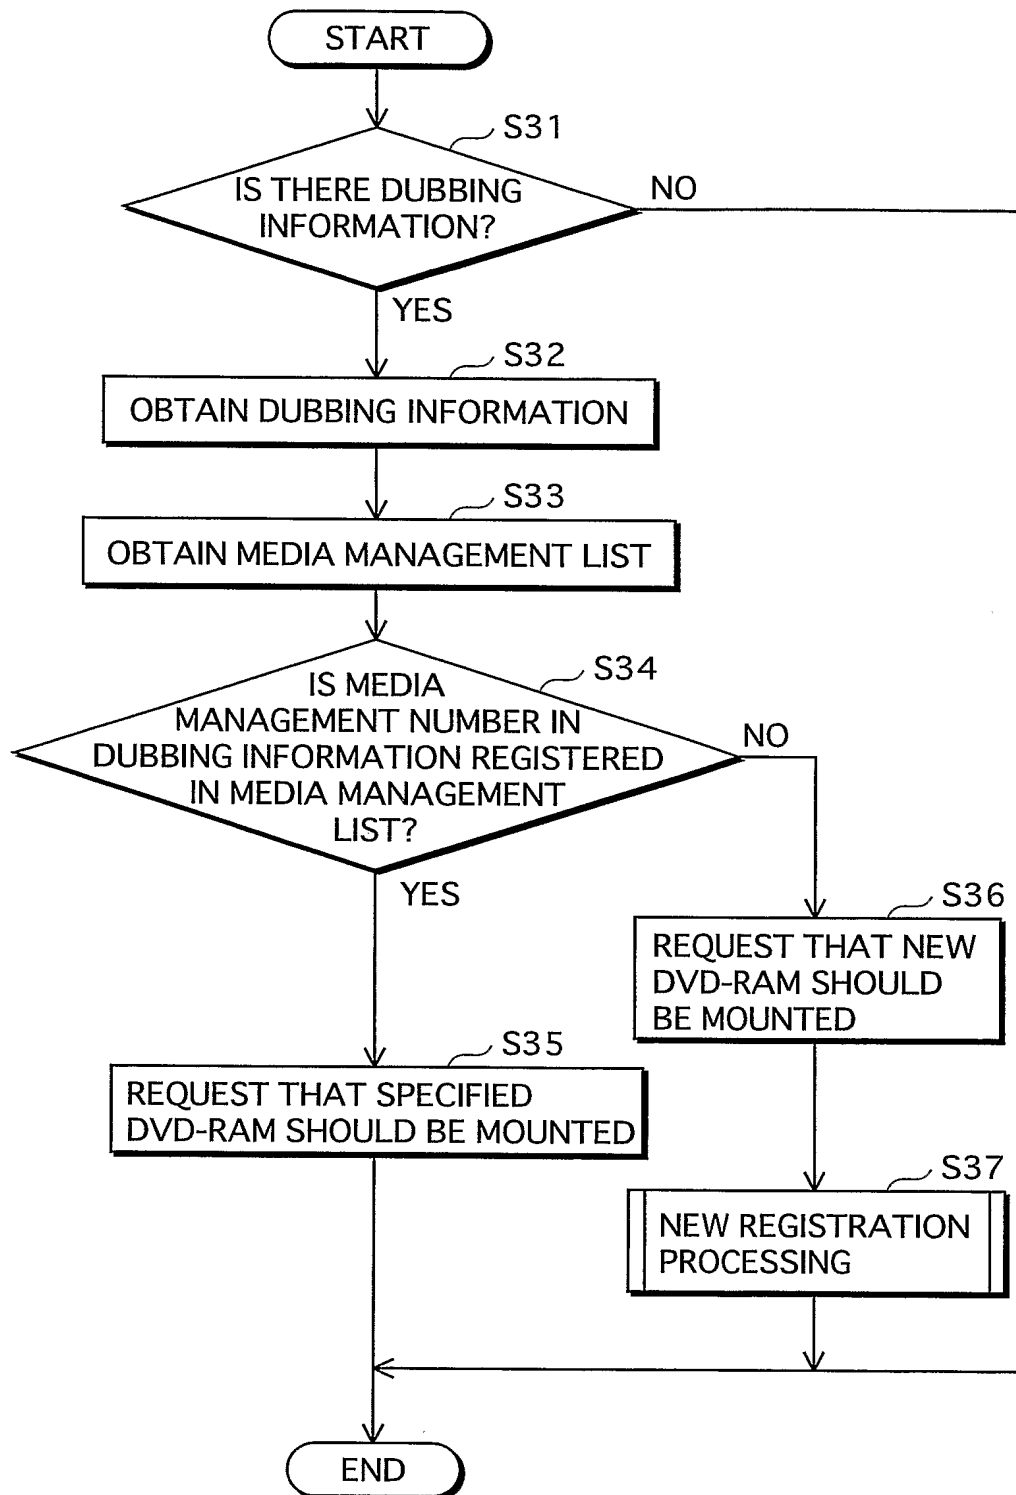 START
S31
IS THERE DUBBING
INFORMATION?
NO
YES
S32
OBTAIN DUBBING INFORMATION
S33
OBTAIN MEDIA MANAGEMENT LIST
S34
IS MEDIA
MANAGEMENT NUMBER IN
DUBBING INFORMATION REGISTERED
IN MEDIA MANAGEMENT
LIST?
NO
YES
S36
REQUEST THAT NEW
DVD-RAM SHOULD
BE MOUNTED
S35
REQUEST THAT SPECIFIED
DVD-RAM SHOULD BE MOUNTED
S37
NEW REGISTRATION
PROCESSING
END